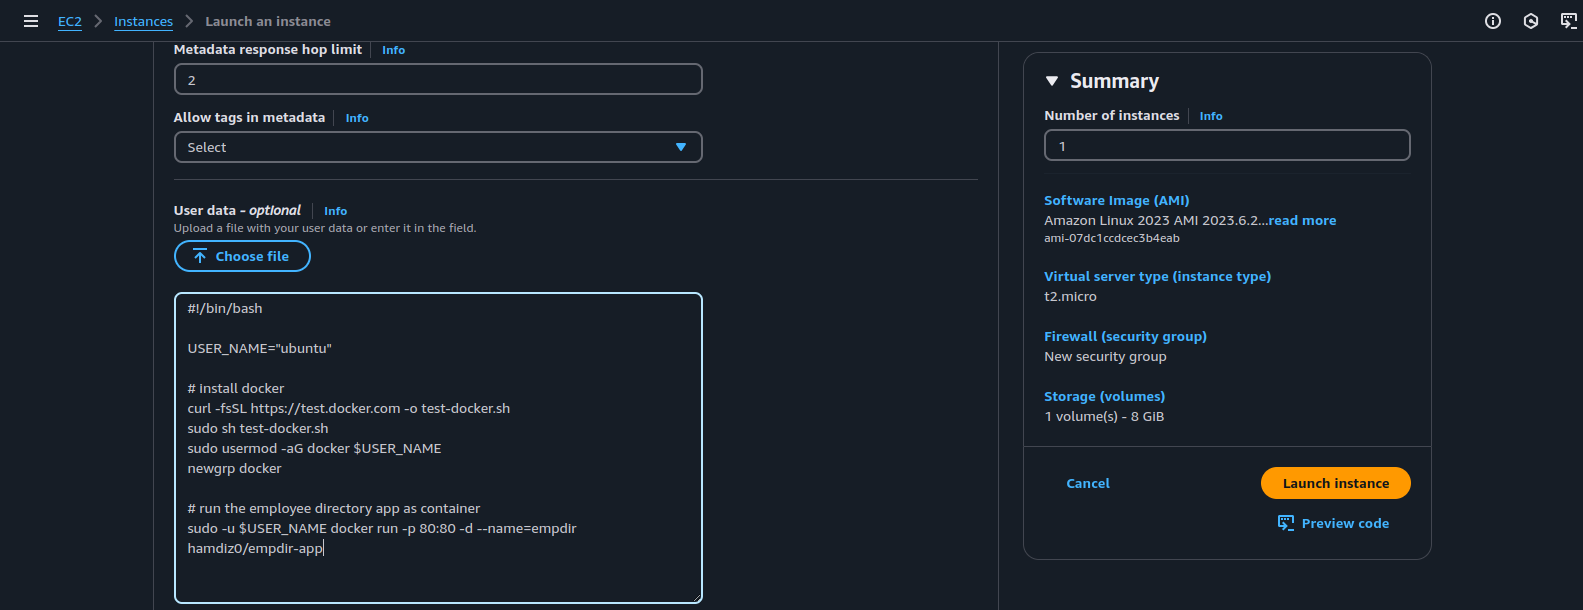 EC2 > Instances > Launch an instance
Metadata response hop limit | Info
2
Allow tags in metadata | Info
Select
User data - optional | Info
Upload a file with your user data or enter it in the field.
Choose file
#!/bin/bash
USER_NAME="ubuntu"
# install docker
curl -fsSL https://test.docker.com -o test-docker.sh
sudo sh test-docker.sh
sudo usermod -aG docker $USER_NAME
newgrp docker
# run the employee directory app as container
sudo -u $USER_NAME docker run -p 80:80 -d --name=empdir
hamdiz0/empdir-app
Summary
Number of instances | Info
1
Software Image (AMI)
Amazon Linux 2023 AMI 2023.6.2...read more
ami-07dc1ccdcec3b4eab
Virtual server type (instance type)
t2.micro
Firewall (security group)
New security group
Storage (volumes)
1 volume(s) - 8 GiB
Cancel
Launch instance
Preview code